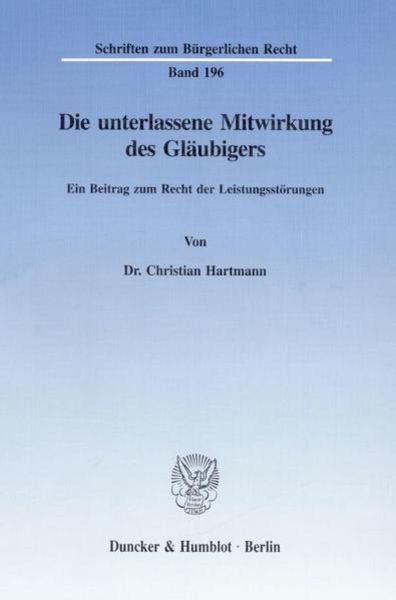 Schriften zum Bürgerlichen Recht
Band 196
Die unterlassene Mitwirkung
des Gläubigers
Ein Beitrag zum Recht der Leistungsstörungen
Von
Dr. Christian Hartmann
Duncker & Humblot · Berlin